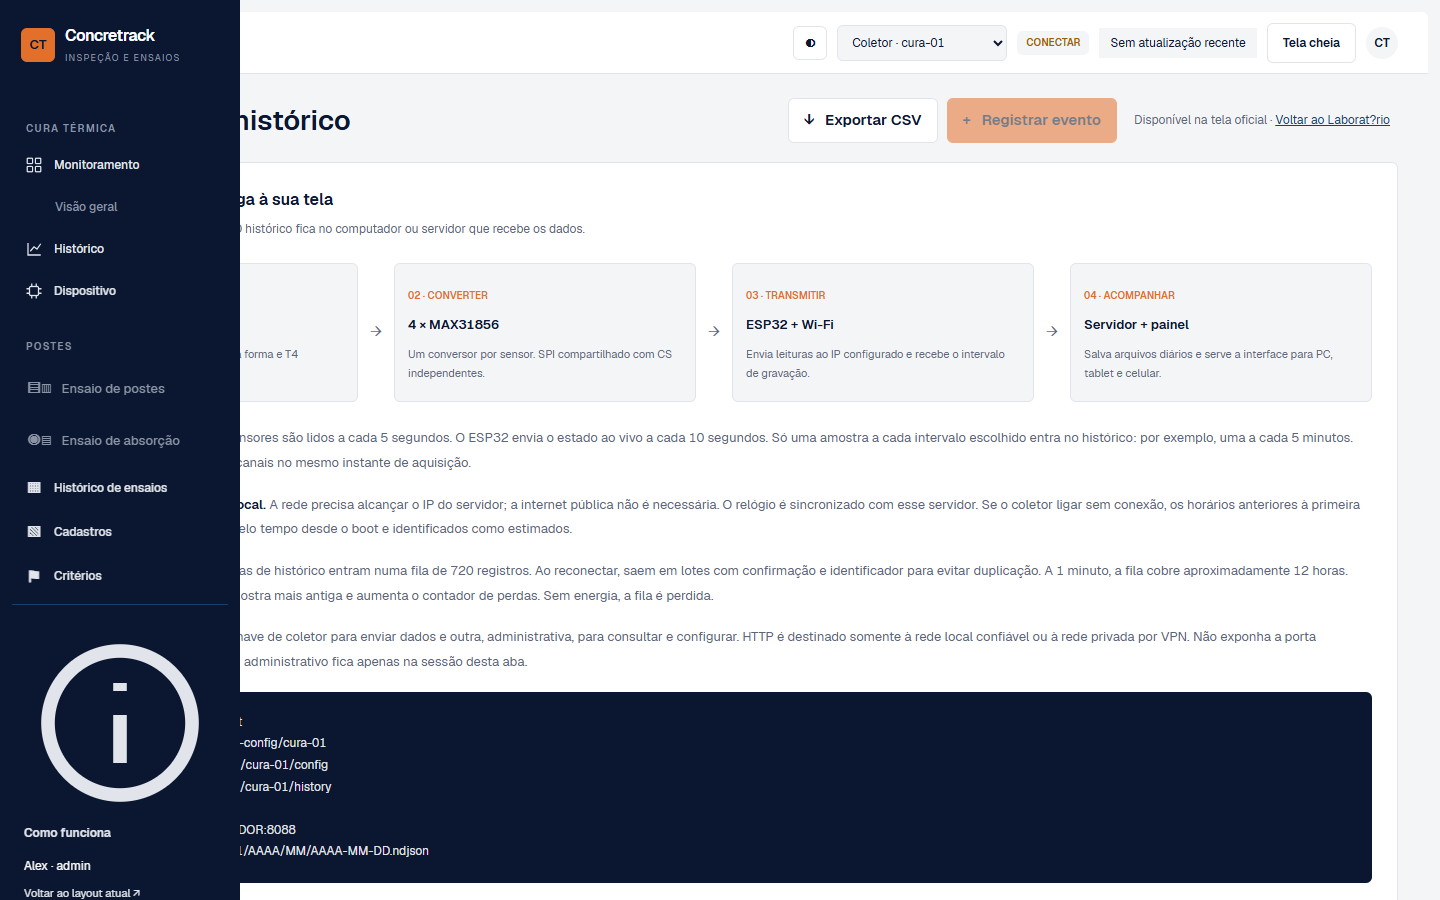 CT
Concretrack
INSPEÇÃO E ENSAIOS
CURA TÉRMICA
Monitoramento
Visão geral
Histórico
Dispositivo
POSTES
Ensaio de postes
Ensaio de absorção
Histórico de ensaios
Cadastros
Critérios
Como funciona
Alex · admin
Voltar ao layout atual ↗
Coletor · cura-01
CONECTAR
Sem atualização recente
Tela cheia
CT
histórico
↓ Exportar CSV
+ Registrar evento
Disponível na tela oficial · Voltar ao Laborat?rio
ga à sua tela
histórico fica no computador ou servidor que recebe os dados.
forma e T4
→
02 · CONVERTER
4 × MAX31856
Um conversor por sensor. SPI compartilhado com CS
independentes.
→
03 · TRANSMITIR
ESP32 + Wi-Fi
Envia leituras ao IP configurado e recebe o intervalo
de gravação.
→
04 · ACOMPANHAR
Servidor + painel
Salva arquivos diários e serve a interface para PC,
tablet e celular.
nsores são lidos a cada 5 segundos. O ESP32 envia o estado ao vivo a cada 10 segundos. Só uma amostra a cada intervalo escolhido entra no histórico: por exemplo, uma a cada 5 minutos.
canais no mesmo instante de aquisição.
ocal. A rede precisa alcançar o IP do servidor; a internet pública não é necessária. O relógio é sincronizado com esse servidor. Se o coletor ligar sem conexão, os horários anteriores à primeira
elo tempo desde o boot e identificados como estimados.
as de histórico entram numa fila de 720 registros. Ao reconectar, saem em lotes com confirmação e identificador para evitar duplicação. A 1 minuto, a fila cobre aproximadamente 12 horas.
ostra mais antiga e aumenta o contador de perdas. Sem energia, a fila é perdida.
have de coletor para enviar dados e outra, administrativa, para consultar e configurar. HTTP é destinado somente à rede local confiável ou à rede privada por VPN. Não exponha a porta
administrativo fica apenas na sessão desta aba.
t
-config/cura-01
/cura-01/config
/cura-01/history
DOR:8088
/AAAA/MM/AAAA-MM-DD.ndjson